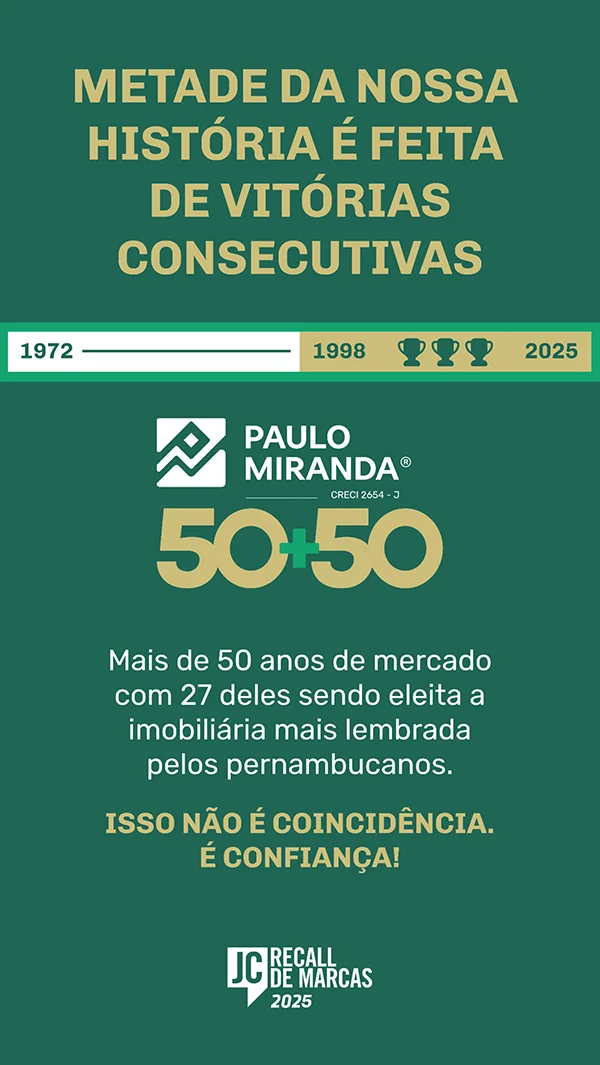 METADE DA NOSSA
HISTÓRIA É FEITA
DE VITÓRIAS
CONSECUTIVAS
1972 1998 2025
PAULO
MIRANDA®
CRECI 2654 - J
50+50
Mais de 50 anos de mercado
com 27 deles sendo eleita a
imobiliária mais lembrada
pelos pernambucanos.
ISSO NÃO É COINCIDÊNCIA.
É CONFIANÇA!
JC RECALL
DE MARCAS
2025